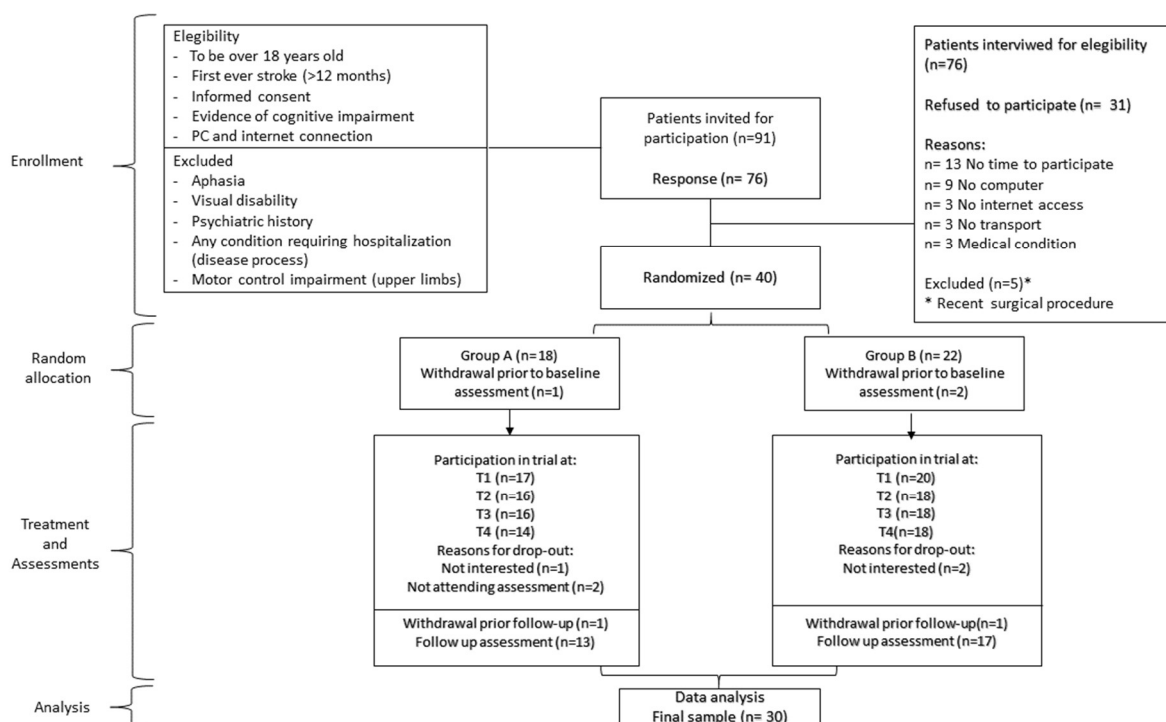 Elegibility
- To be over 18 years old
- First ever stroke (>12 months)
- Informed consent
- Evidence of cognitive impairment
- PC and internet connection
Excluded
- Aphasia
- Visual disability
- Psychiatric history
- Any condition requiring hospitalization
(disease process)
- Motor control impairment (upper limbs)
Enrollment
Patients invited for
participation (n=91)
Response (n= 76)
Patients interviwed for elegibility
(n=76)
Refused to participate (n= 31)
Reasons:
n= 13 No time to participate
n= 9 No computer
n= 3 No internet access
n= 3 No transport
n= 3 Medical condition
Excluded (n=5)*
* Recent surgical procedure
Randomized (n= 40)
Random
allocation
Group A (n= 18)
Withdrawal prior to baseline
assessment (n=1)
Group B (n= 22)
Withdrawal prior to baseline
assessment (n=2)
Treatment
and
Assessments
Participation in trial at:
T1 (n=17)
T2 (n=16)
T3 (n=16)
T4 (n=14)
Reasons for drop-out:
Not interested (n=1)
Not attending assessment (n=2)
Withdrawal prior follow-up (n=1)
Follow up assessment (n=13)
Participation in trial at:
T1 (n=20)
T2 (n=18)
T3 (n=18)
T4(n=18)
Reasons for drop-out:
Not interested (n=2)
Withdrawal prior follow-up(n=1)
Follow up assessment (n=17)
Analysis
Data analysis
Final sample (n= 30)